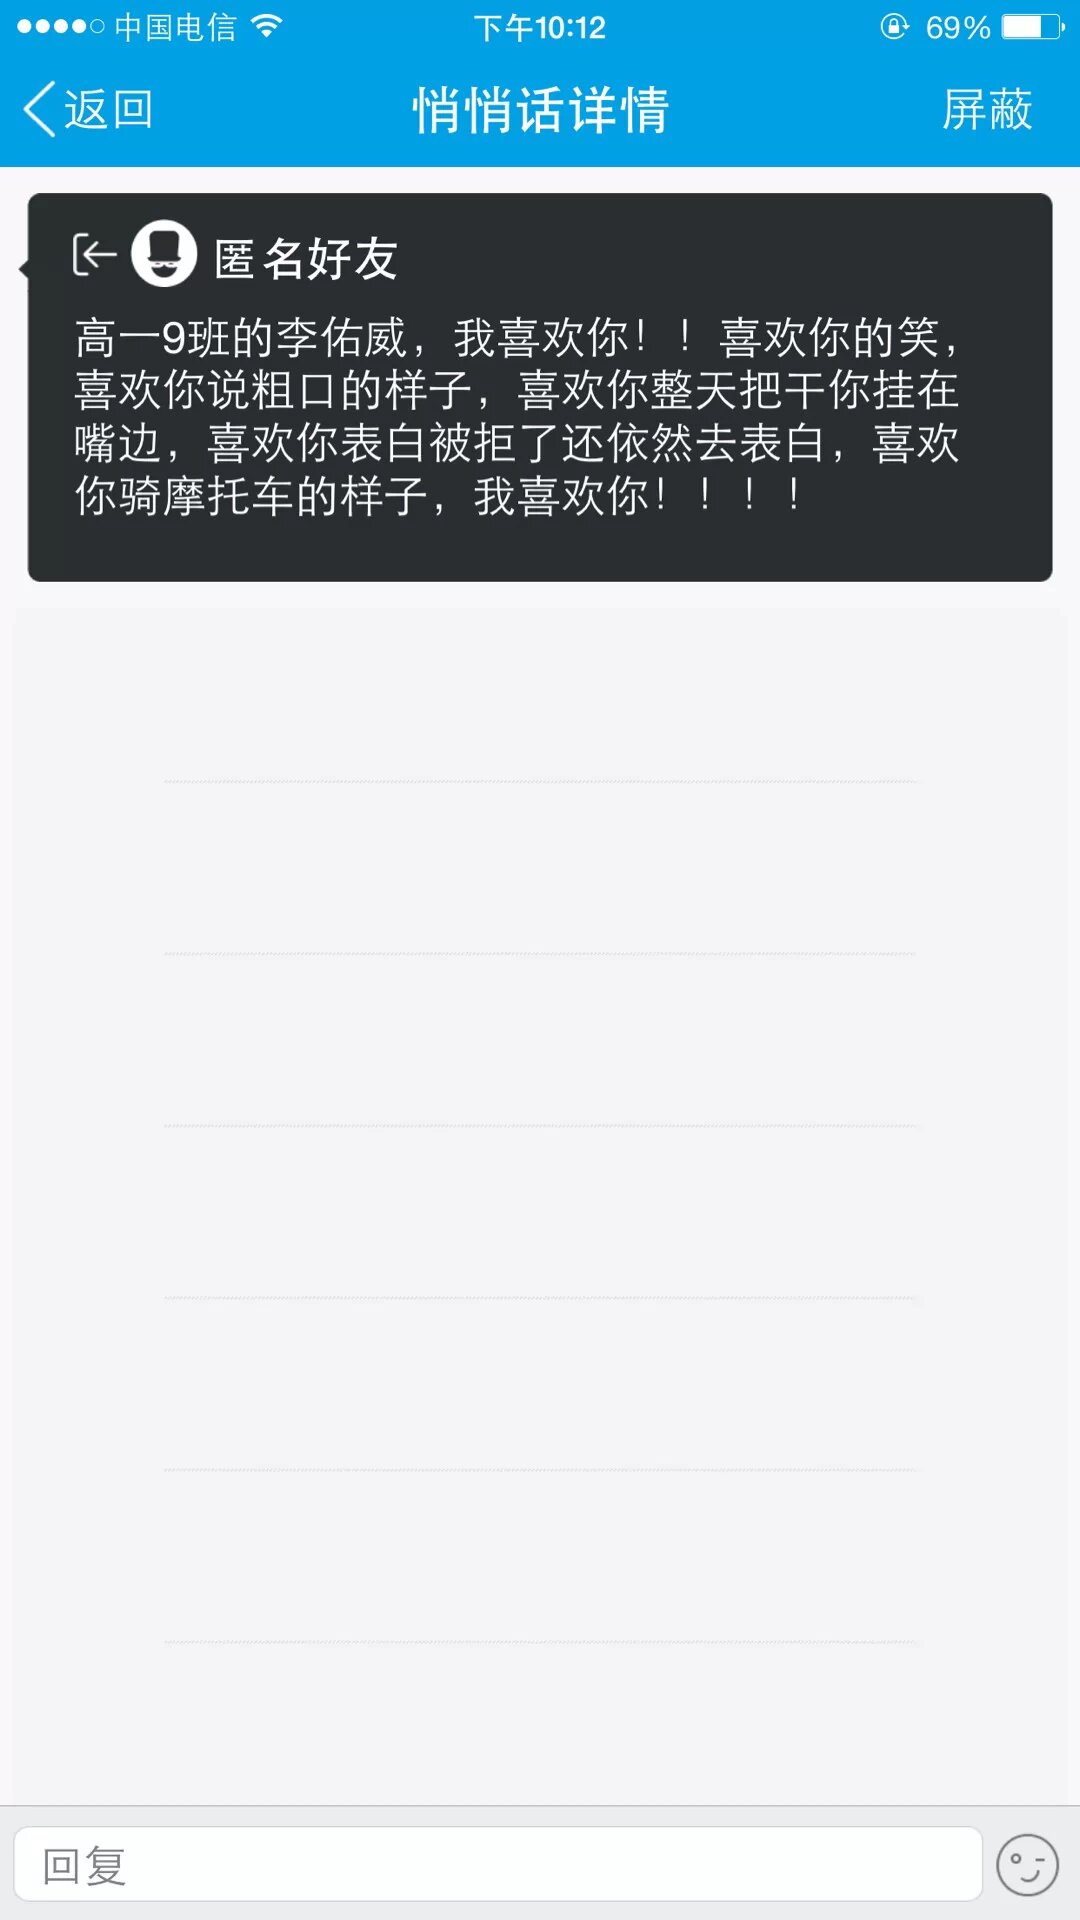 中国电信 下午10:12 69%
返回 悄悄话详情 屏蔽
匿名好友
高一9班的李佑威，我喜欢你！！喜欢你的笑，
喜欢你说粗口的样子，喜欢你整天把干你挂在
嘴边，喜欢你表白被拒了还依然去表白，喜欢
你骑摩托车的样子，我喜欢你！！！！
回复